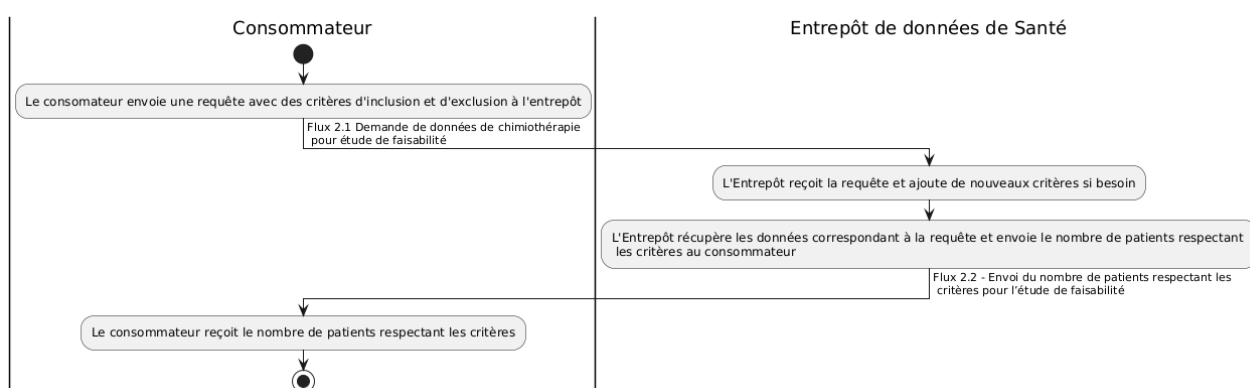 Consommateur
Entrepôt de données de Santé
Le consomateur envoie une requête avec des critères d'inclusion et d'exclusion à l'entrepôt
Flux 2.1 Demande de données de chimiothérapie
pour étude de faisabilité
L'Entrepôt reçoit la requête et ajoute de nouveaux critères si besoin
L'Entrepôt récupère les données correspondant à la requête et envoie le nombre de patients respectant
les critères au consommateur
Flux 2.2 - Envoi du nombre de patients respectant les
critères pour l'étude de faisabilité
Le consommateur reçoit le nombre de patients respectant les critères